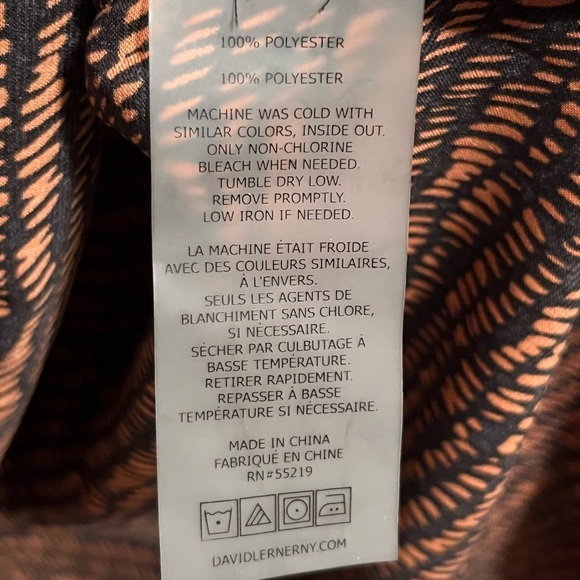 100% POLYESTER
100% POLYESTER
MACHINE WAS COLD WITH
SIMILAR COLORS, INSIDE OUT.
ONLY NON-CHLORINE
BLEACH WHEN NEEDED.
TUMBLE DRY LOW.
REMOVE PROMPTLY.
LOW IRON IF NEEDED.
LA MACHINE ÉTAIT FROIDE
AVEC DES COULEURS SIMILAIRES,
À L'ENVERS.
SEULS LES AGENTS DE
BLANCHIMENT SANS CHLORE,
SI NÈCESSAIRE.
SÉCHER PAR CULBUTAGE À
BASSE TEMPÉRATURE.
RETIRER RAPIDEMENT.
REPASSER À BASSE
TEMPÉRATURE SI NÉCESSAIRE.
MADE IN CHINA
FABRIQUÉ EN CHINE
RN#55219
DAVIDLERNERNY.COM